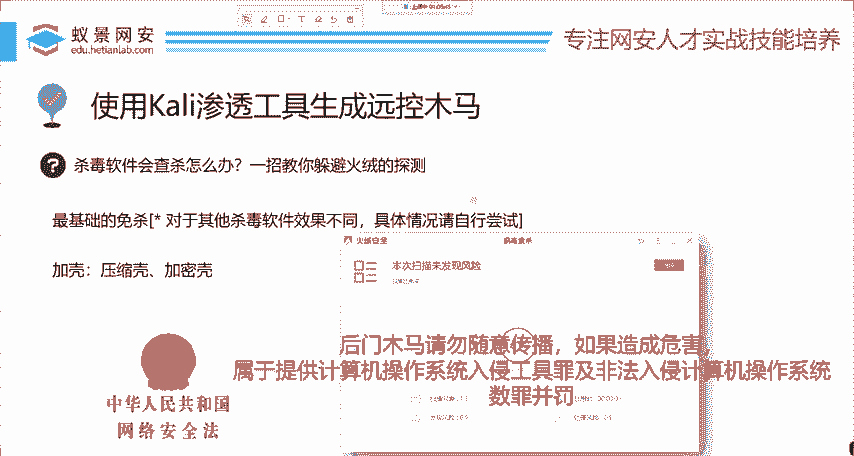 蚁景网安
edu.hetianlab.com
专注网安人才实战技能培养
使用Kali渗透工具生成远控木马
? 杀毒软件会查杀怎么办？一招教你躲避火绒的探测
最基础的免杀[* 对于其他杀毒软件效果不同，具体情况请自行尝试]
火绒安全
病毒查杀
本次扫描未发现风险
加壳：压缩壳、加密壳
后门木马请勿随意传播，如果造成危害，
属于提供计算机操作系统入侵工具罪及非法入侵计算机操作系统
数罪并罚
中华人民共和国
网络安全法